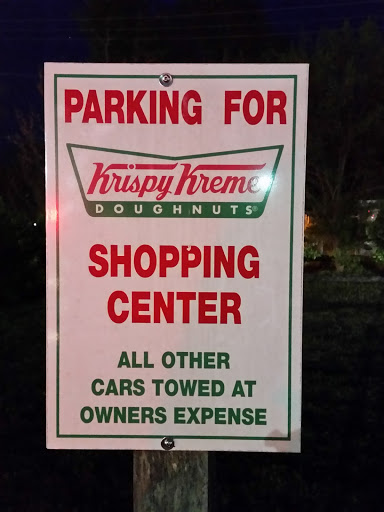 PARKING FOR
Krispy Kreme
DOUGHNUTS®
SHOPPING
CENTER
ALL OTHER
CARS TOWED AT
OWNERS EXPENSE